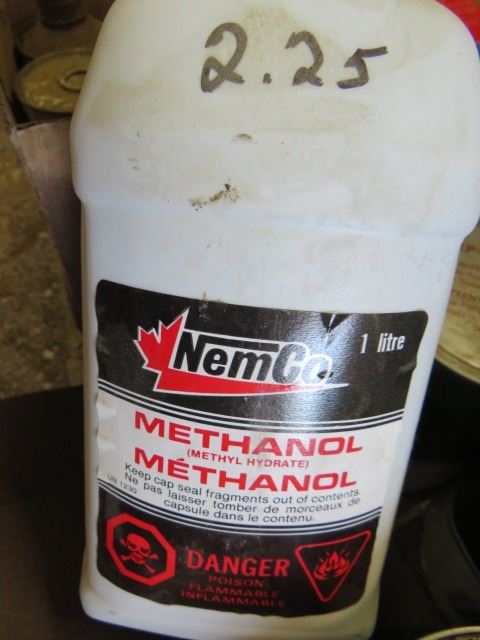 2.25
NemCo
1 litre
METHANOL
(METHYL HYDRATE)
MÉTHANOL
Keep cap seal fragments out of contents
Ne pas laisser tomber de morceaux de
capsule dans le contenu.
UN 1230
DANGER
POISON
FLAMMABLE
INFLAMMABLE